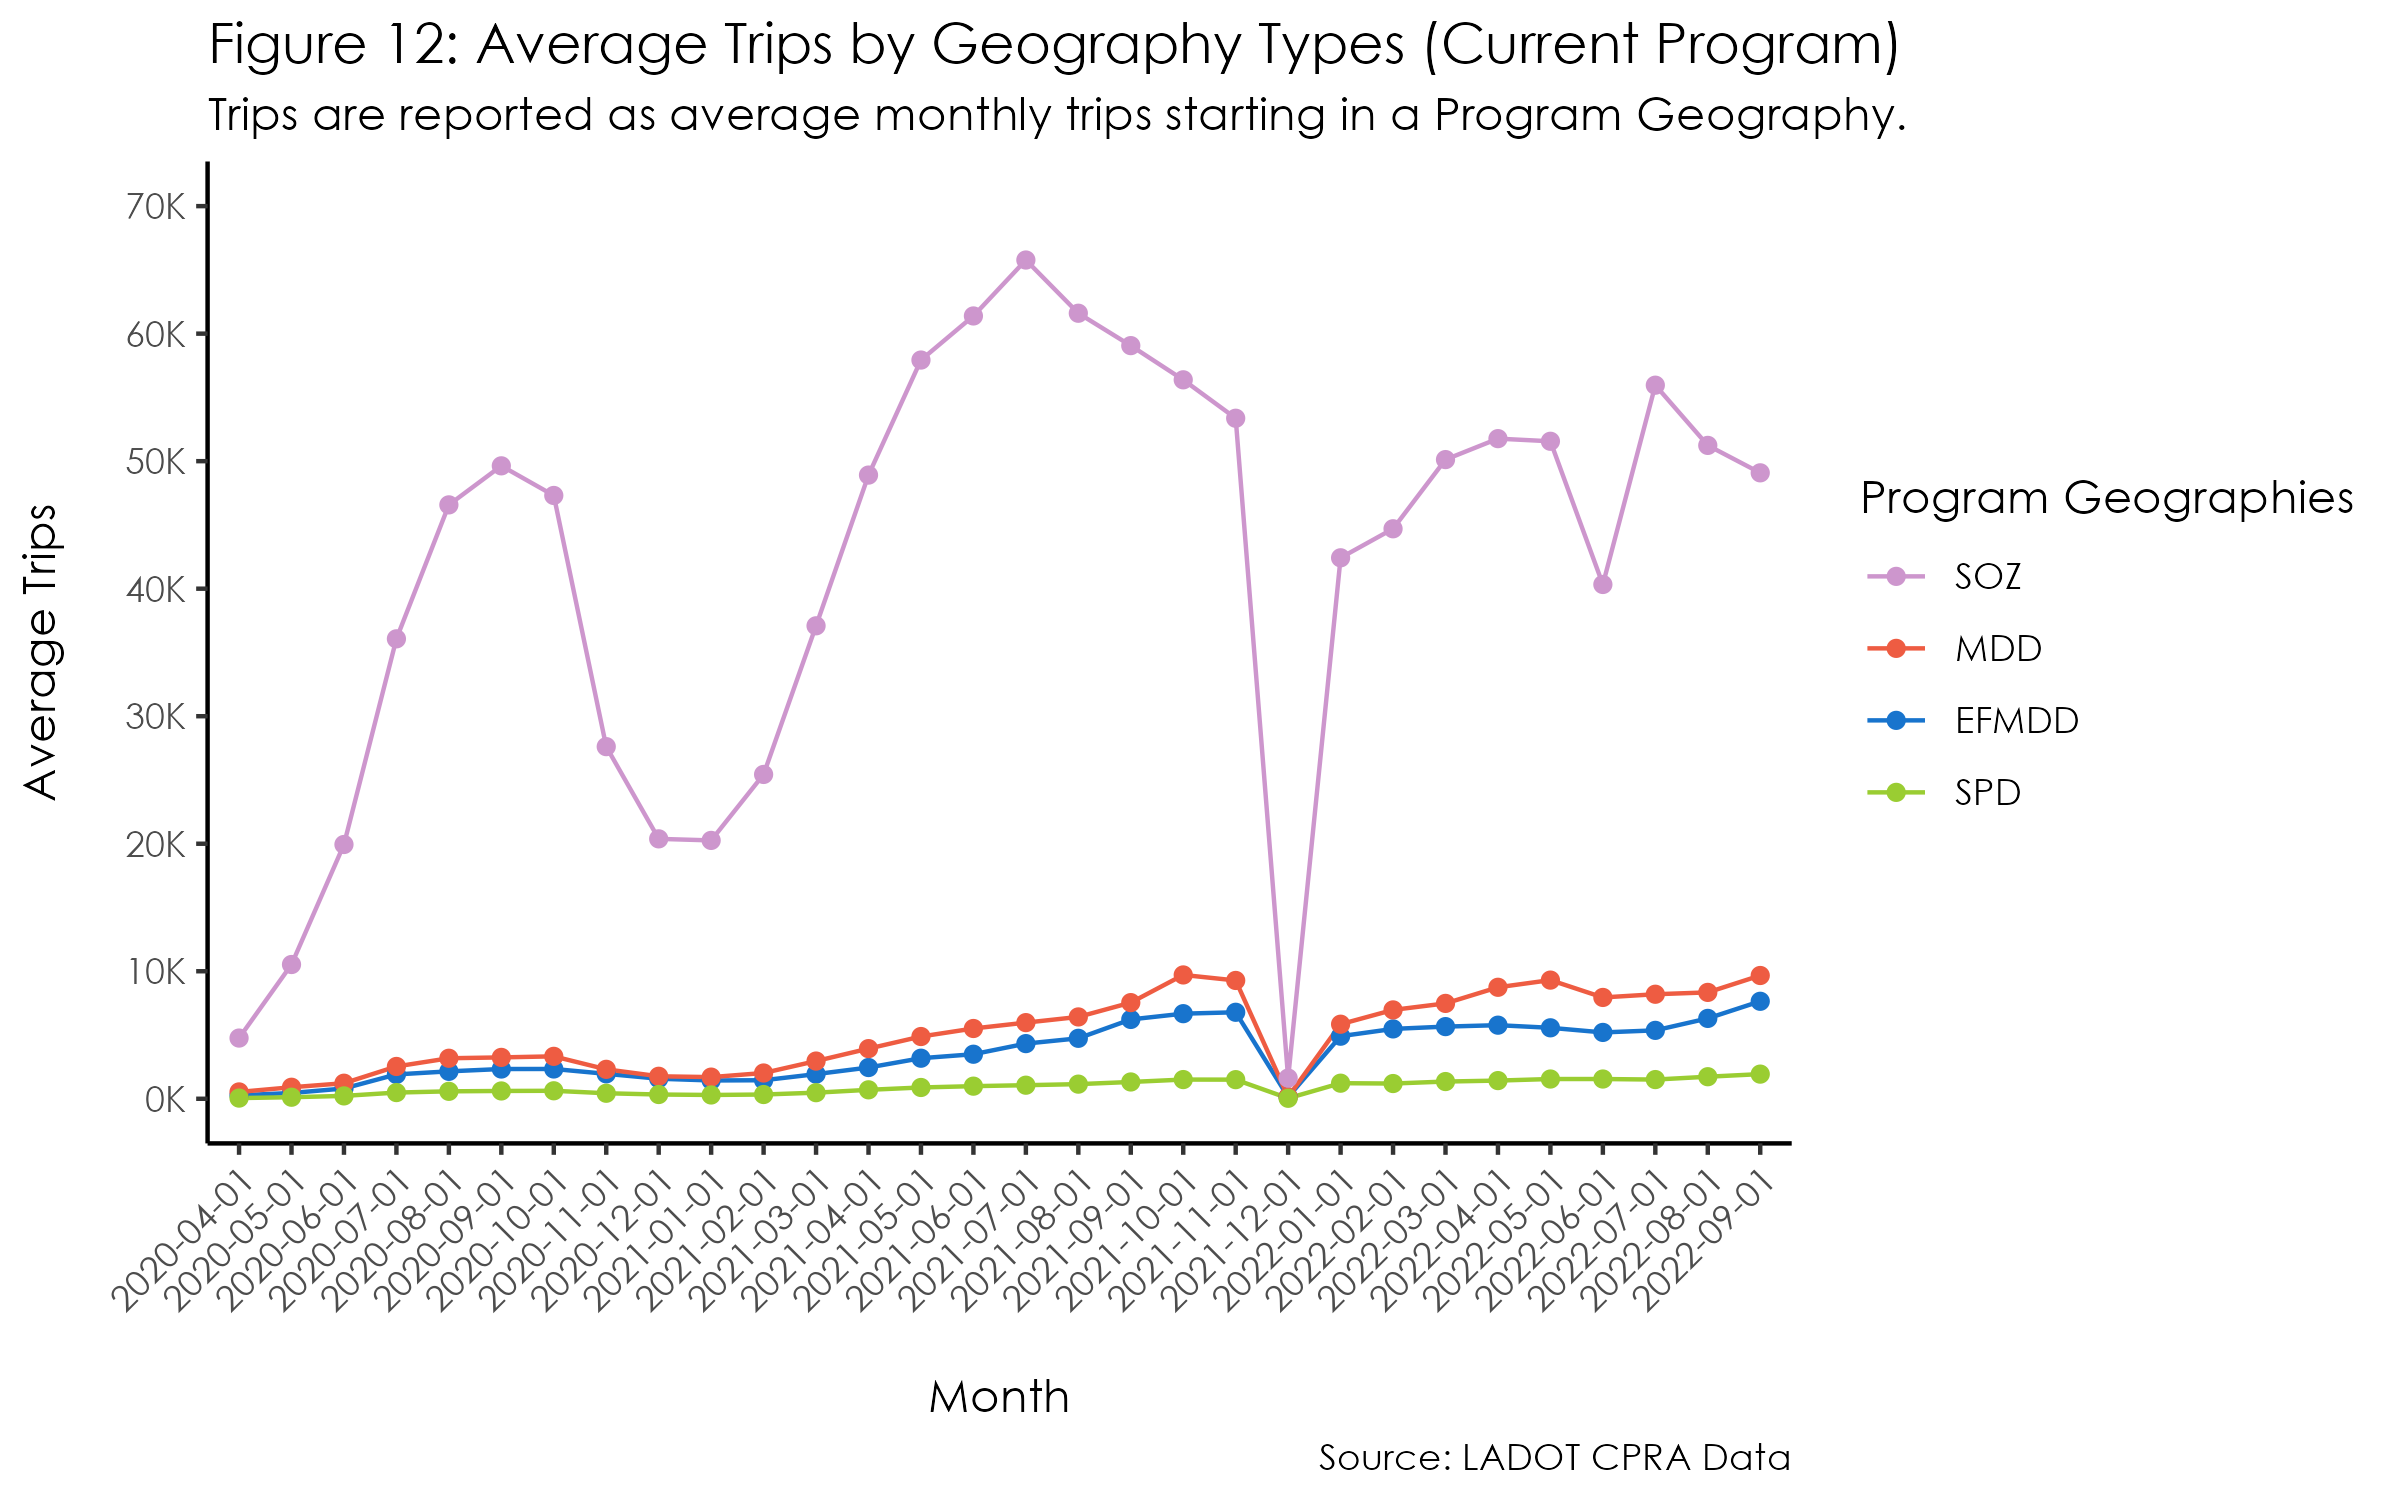 Figure 12: Average Trips by Geography Types (Current Program)
Trips are reported as average monthly trips starting in a Program Geography.
70K
60K
50K
40K
30K
20K
10K
0K
Average Trips
2020-04-01
2020-05-01
2020-06-01
2020-07-01
2020-08-01
2020-09-01
2020-10-01
2020-11-01
2020-12-01
2021-01-01
2021-02-01
2021-03-01
2021-04-01
2021-05-01
2021-06-01
2021-07-01
2021-08-01
2021-09-01
2021-10-01
2021-11-01
2021-12-01
2022-01-01
2022-02-01
2022-03-01
2022-04-01
2022-05-01
2022-06-01
2022-07-01
2022-08-01
2022-09-01
Month
Program Geographies
SOZ
MDD
EFMDD
SPD
Source: LADOT CPRA Data